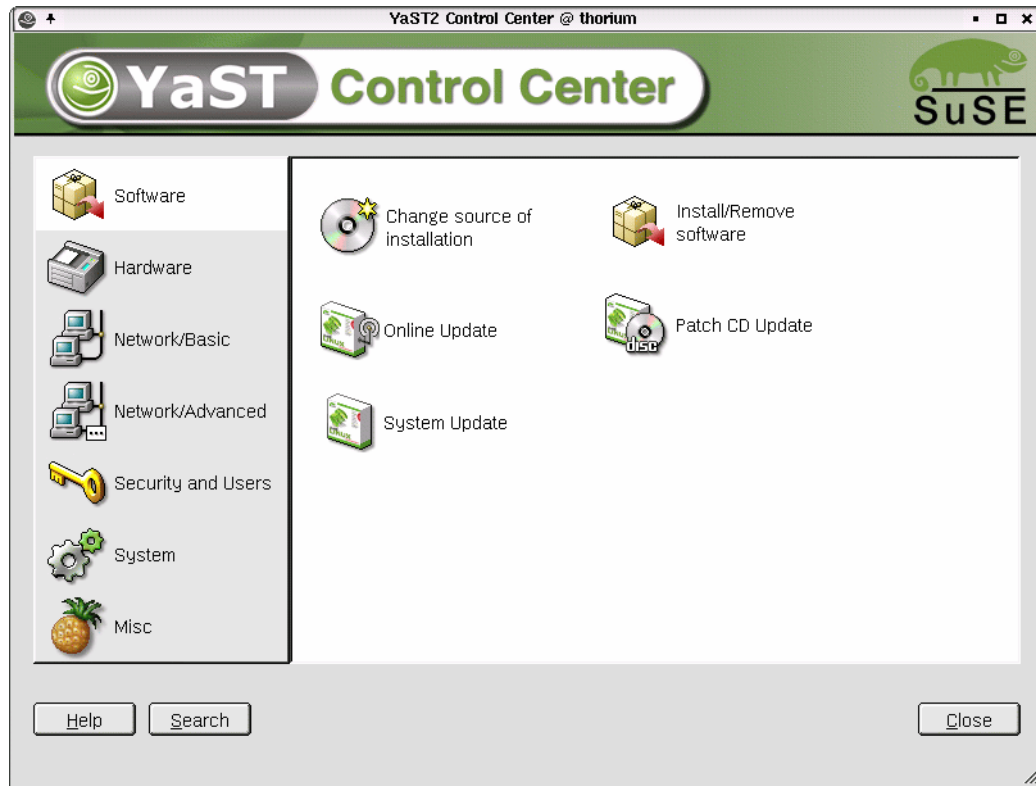 YaST2 Control Center @ thorium
YaST Control Center
SuSE
Software
Hardware
Network/Basic
Network/Advanced
Security and Users
System
Misc
Change source of
installation
Install/Remove
software
Online Update
Patch CD Update
disc
System Update
Help
Search
Close